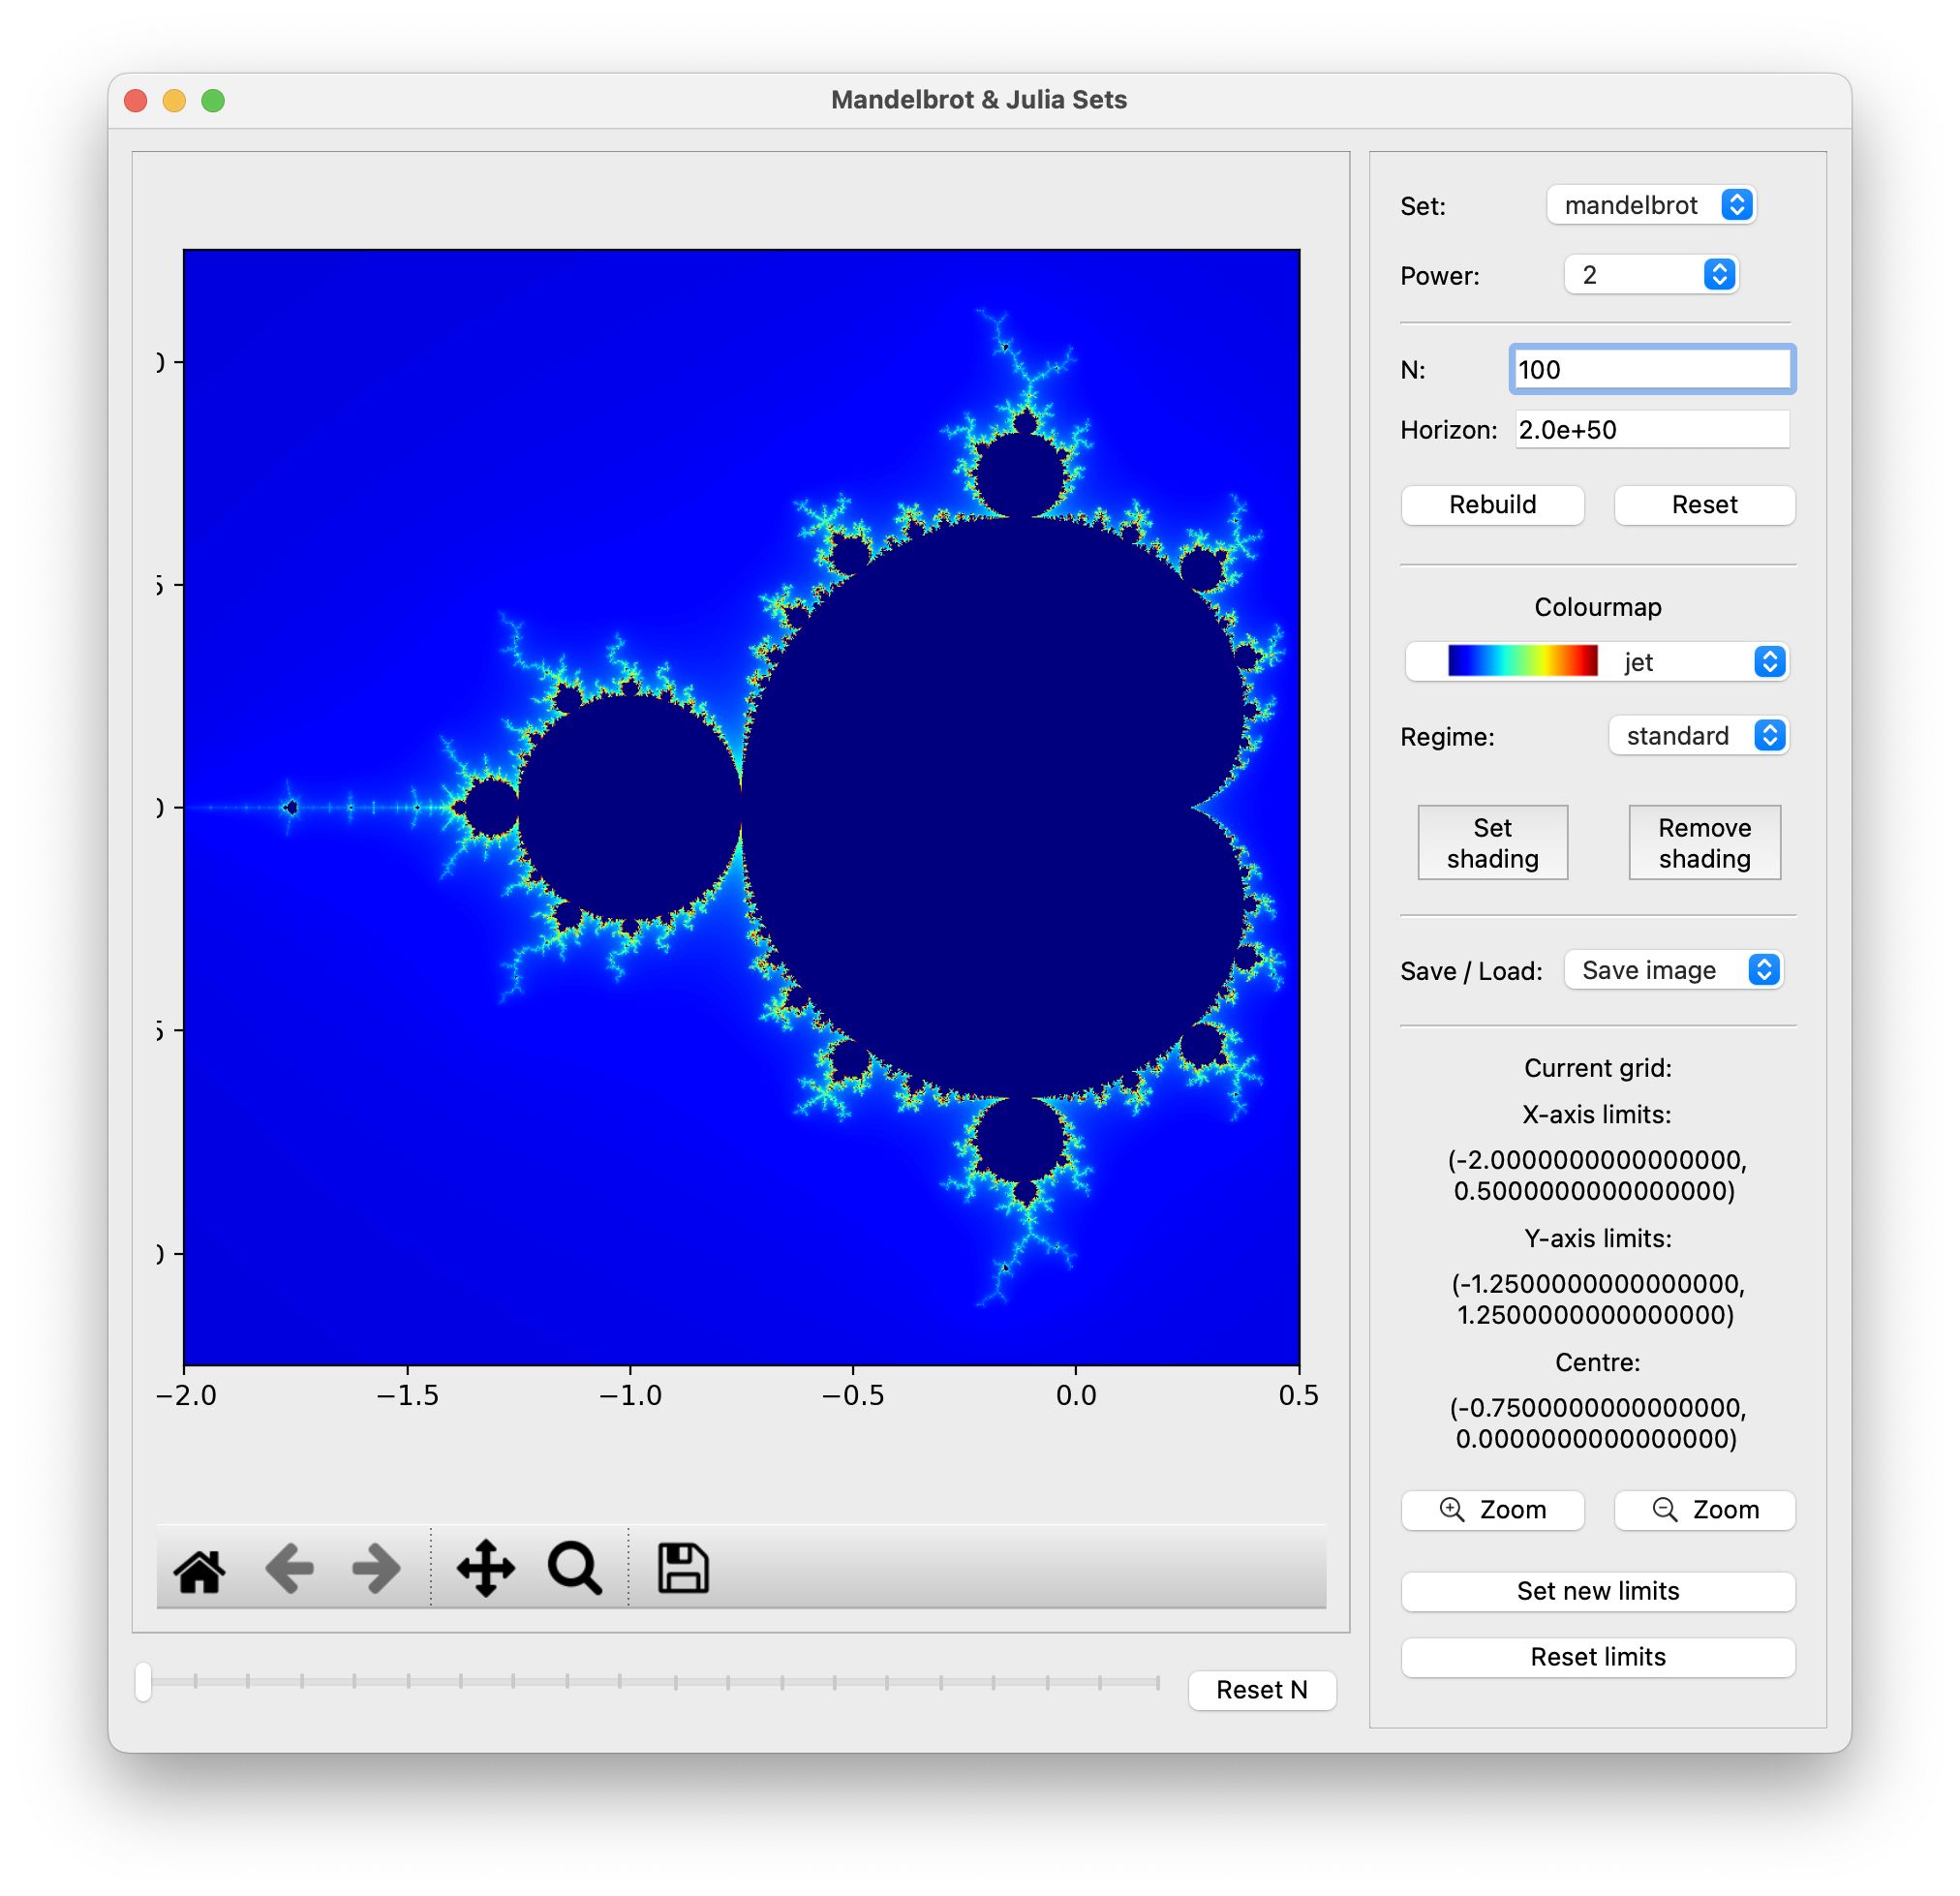 Mandelbrot & Julia Sets
Set: mandelbrot
Power: 2
N: 100
Horizon: 2.0e+50
Rebuild Reset
Colourmap
jet
Regime: standard
Set shading
Remove shading
Save / Load: Save image
Current grid:
X-axis limits:
(-2.0000000000000000,
0.5000000000000000)
Y-axis limits:
(-1.2500000000000000,
1.2500000000000000)
Centre:
(-0.7500000000000000,
0.0000000000000000)
Zoom Zoom
Set new limits
Reset limits
0
5
0
5
0
−2.0 −1.5 −1.0 −0.5 0.0 0.5
Reset N